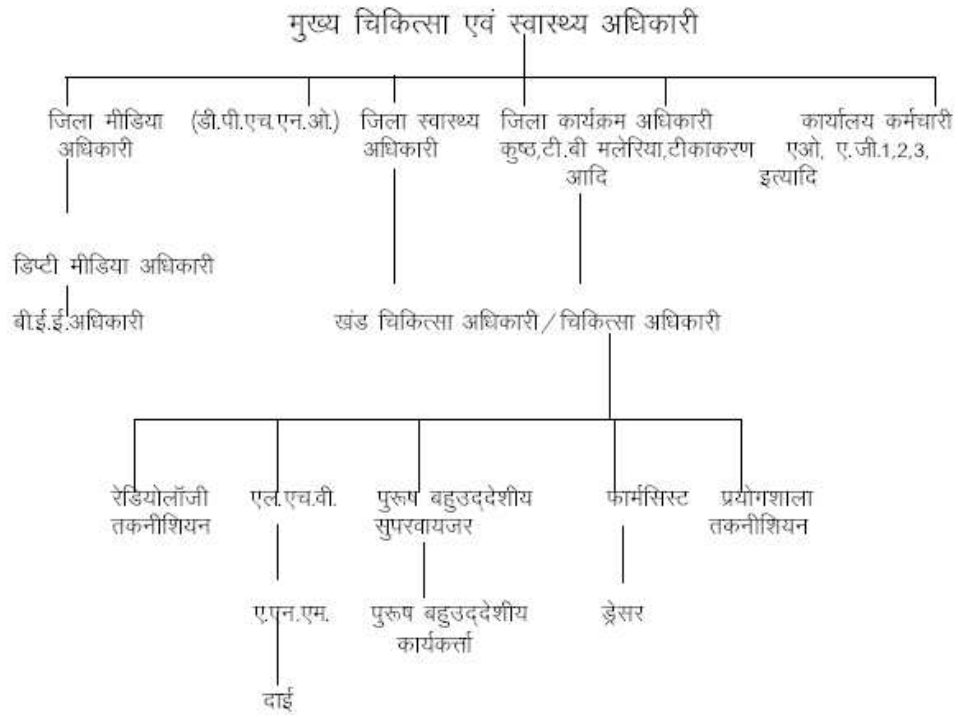 मुख्य चिकित्सा एवं स्वास्थ्य अधिकारी
जिला मीडिया
अधिकारी
(डी.पी.एच.एन.ओ.)
जिला स्वास्थ्य
अधिकारी
जिला कार्यक्रम अधिकारी
कुष्ठ,टी.बी मलेरिया,टीकाकरण
आदि
कार्यालय कर्मचारी
एओ, ए.जी.1,2,3,
इत्यादि
डिप्टी मीडिया अधिकारी
बी.ई.ई.अधिकारी
खंड चिकित्सा अधिकारी/चिकित्सा अधिकारी
रेडियोलॉजी
तकनीशियन
एल.एच.वी.
पुरूष बहुउद्देशीय
सुपरवायजर
फार्मसिस्ट
प्रयोगशाला
तकनीशियन
ए.एन.एम.
पुरूष बहुउद्देशीय
कार्यकर्त्ता
ड्रेसर
दाई